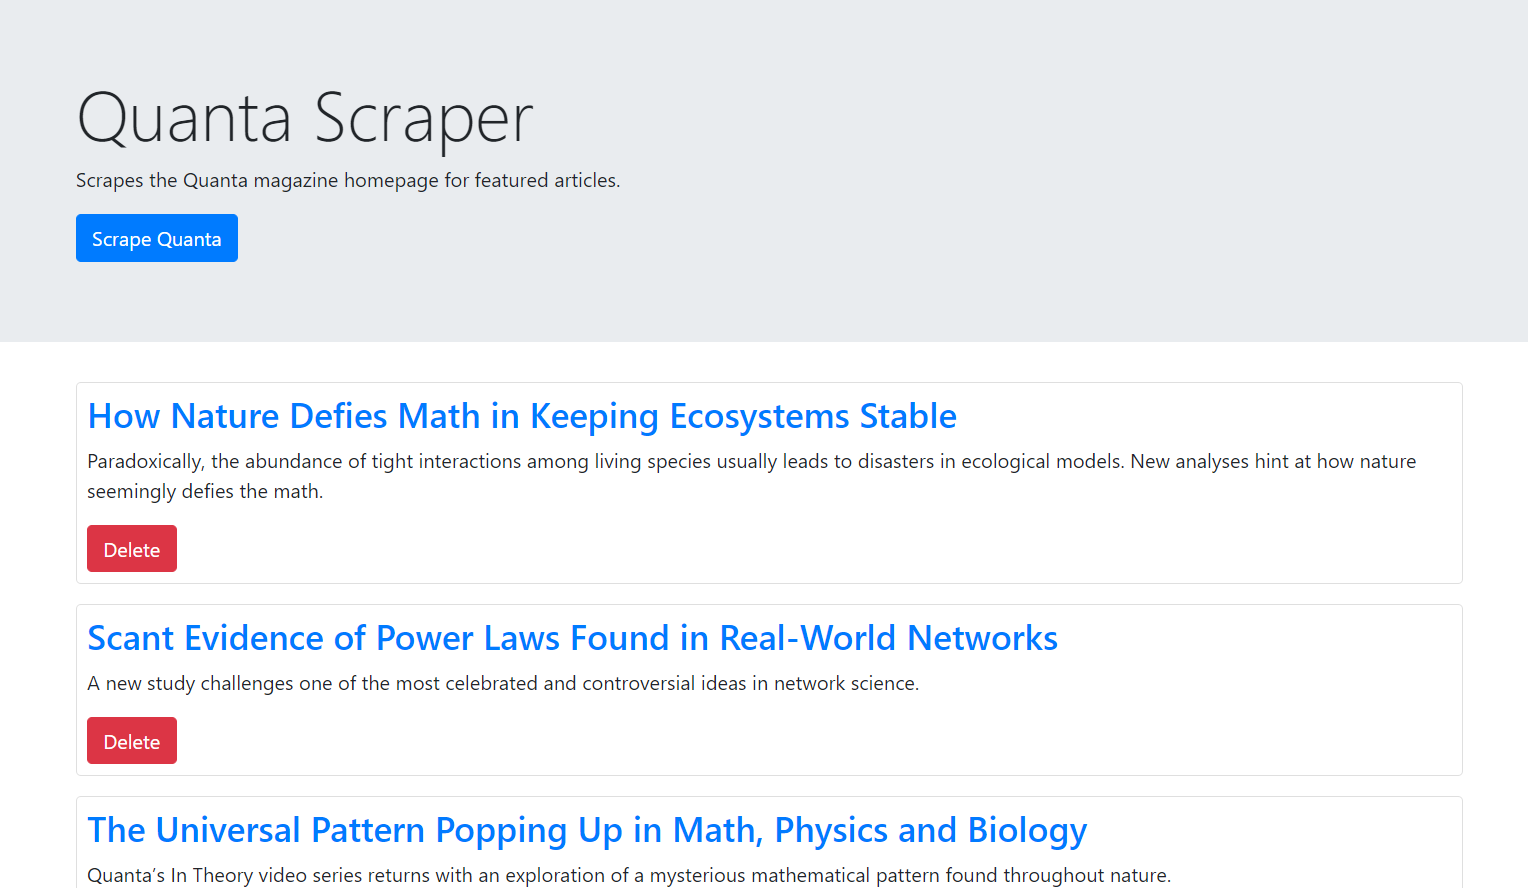 Quanta Scraper
Scrapes the Quanta magazine homepage for featured articles.
Scrape Quanta
How Nature Defies Math in Keeping Ecosystems Stable
Paradoxically, the abundance of tight interactions among living species usually leads to disasters in ecological models. New analyses hint at how nature
seemingly defies the math.
Delete
Scant Evidence of Power Laws Found in Real-World Networks
A new study challenges one of the most celebrated and controversial ideas in network science.
Delete
The Universal Pattern Popping Up in Math, Physics and Biology
Quanta’s In Theory video series returns with an exploration of a mysterious mathematical pattern found throughout nature.